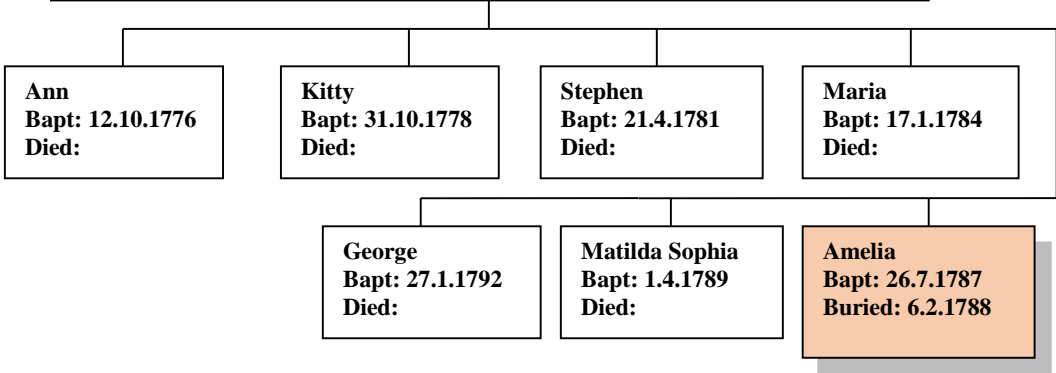 Ann
Bapt: 12.10.1776
Died:
Kitty
Bapt: 31.10.1778
Died:
Stephen
Bapt: 21.4.1781
Died:
Maria
Bapt: 17.1.1784
Died:
George
Bapt: 27.1.1792
Died:
Matilda Sophia
Bapt: 1.4.1789
Died:
Amelia
Bapt: 26.7.1787
Buried: 6.2.1788